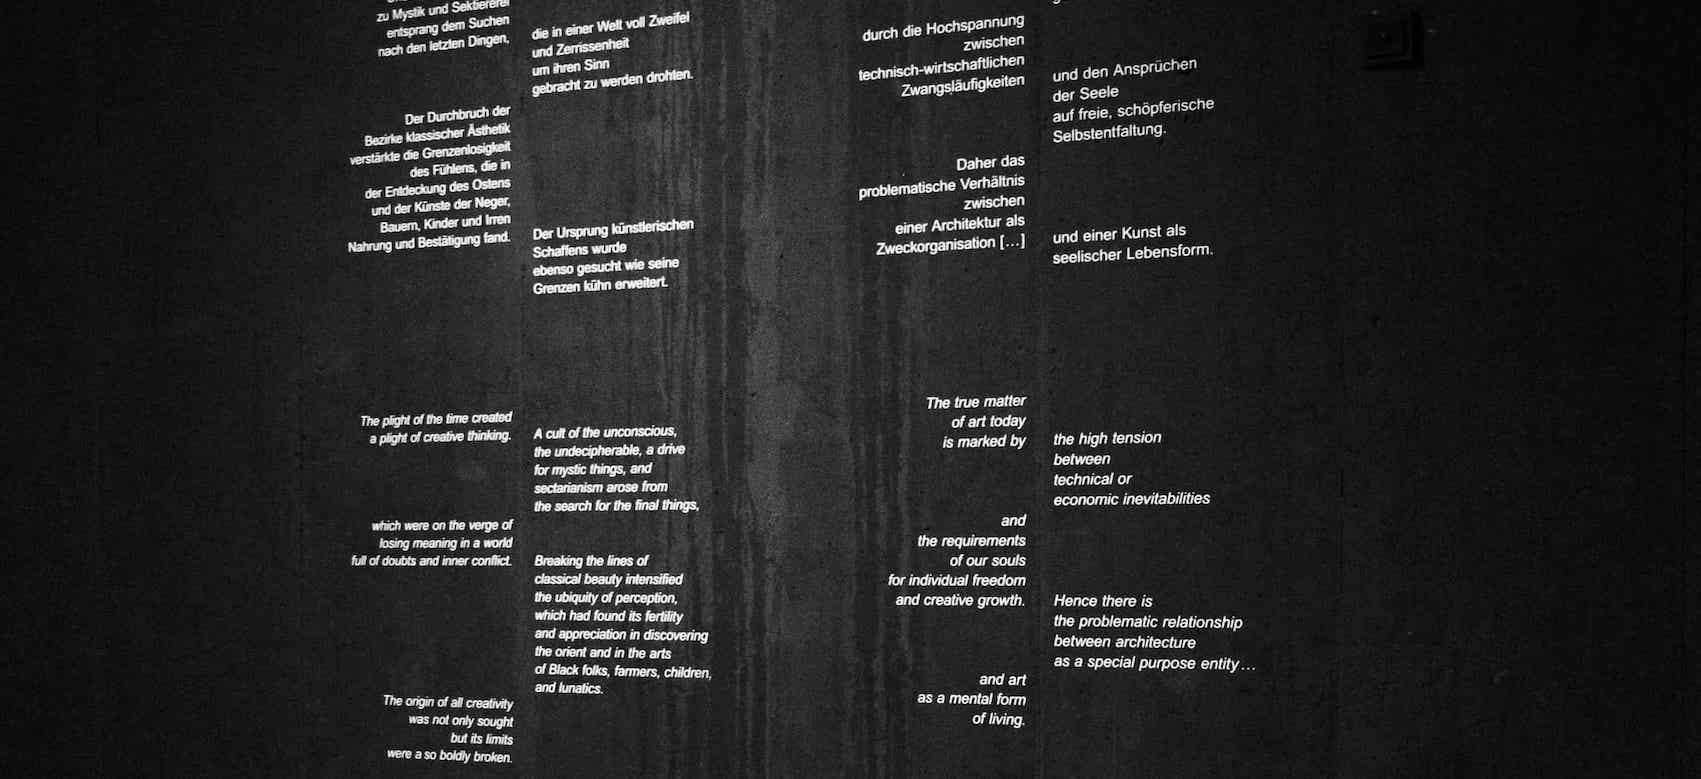 zu Mystik und Sektiererei
entsprang dem Suchen
nach den letzten Dingen,
die in einer Welt voll Zweifel
und Zerrissenheit
um ihren Sinn
gebracht zu werden drohten.
Der Durchbruch der
Bezirke klassischer Ästhetik
verstärkte die Grenzenlosigkeit
des Fühlens, die in
der Entdeckung des Ostens
und der Künste der Neger,
Bauern, Kinder und Irren
Nahrung und Bestätigung fand.
Der Ursprung künstlerischen
Schaffens wurde
ebenso gesucht wie seine
Grenzen kühn erweitert.
The plight of the time created
a plight of creative thinking.
A cult of the unconscious,
the undecipherable, a drive
for mystic things, and
sectarianism arose from
the search for the final things,
which were on the verge of
losing meaning in a world
full of doubts and inner conflict.
Breaking the lines of
classical beauty intensified
the ubiquity of perception,
which had found its fertility
and appreciation in discovering
the orient and in the arts
of Black folks, farmers, children,
and lunatics.
The origin of all creativity
was not only sought
but its limits
were a so boldly broken.
durch die Hochspannung
zwischen
technisch-wirtschaftlichen
Zwangsläufigkeiten
und den Ansprüchen
der Seele
auf freie, schöpferische
Selbstentfaltung.
Daher das
problematische Verhältnis
zwischen
einer Architektur als
Zweckorganisation [...]
und einer Kunst als
seelischer Lebensform.
The true matter
of art today
is marked by
the high tension
between
technical or
economic inevitabilities
and
the requirements
of our souls
for individual freedom
and creative growth.
Hence there is
the problematic relationship
between architecture
as a special purpose entity...
and art
as a mental form
of living.